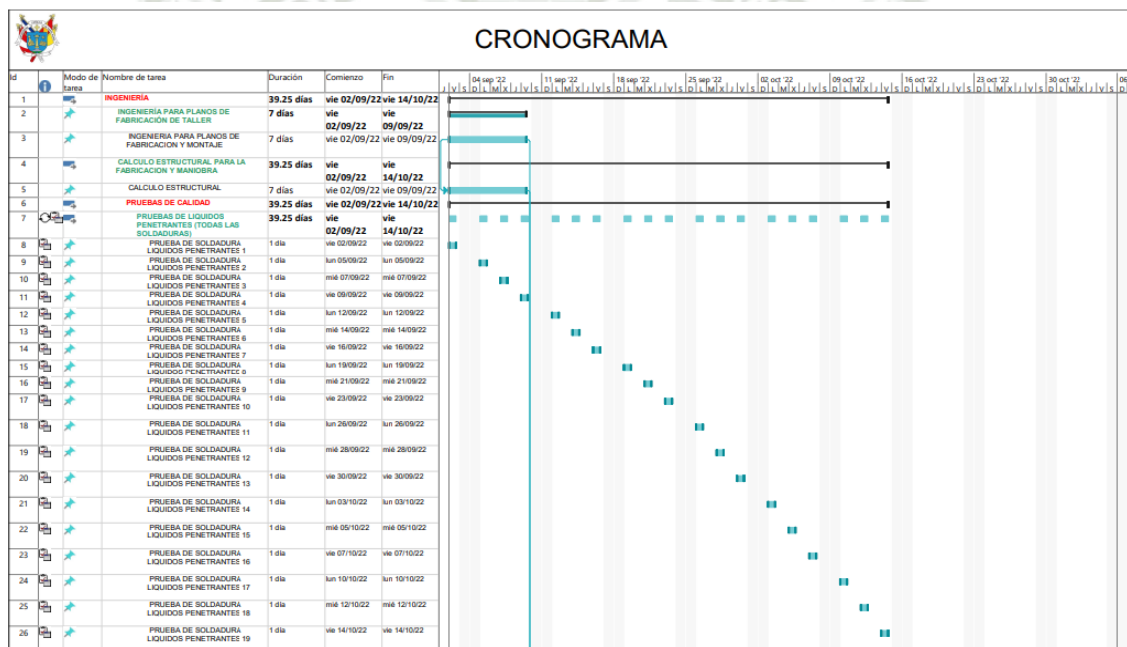 CRONOGRAMA
Id Modo de tarea Nombre de tarea Duración Comienzo Fin
04 sep '22 11 sep '22 18 sep '22 25 sep '22 02 oct '22 09 oct '22 16 oct '22 23 oct '22 30 oct '22 06
J V S D L M X J V S D L M X J V S D L M X J V S D L M X J V S D L M X J V S D L M X J V S D L M X J V S D L M X J V S D L M X J V S D
1 INGENIERÍA 39.25 días vie 02/09/22 vie 14/10/22
2 INGENIERÍA PARA PLANOS DE FABRICACIÓN DE TALLER 7 días vie 02/09/22 vie 09/09/22
3 INGENIERIA PARA PLANOS DE FABRICACION Y MONTAJE 7 días vie 02/09/22 vie 09/09/22
4 CALCULO ESTRUCTURAL PARA LA FABRICACIÓN Y MANIOBRA 39.25 días vie 02/09/22 vie 14/10/22
5 CALCULO ESTRUCTURAL 7 días vie 02/09/22 vie 09/09/22
6 PRUEBAS DE CALIDAD 39.25 días vie 02/09/22 vie 14/10/22
7 PRUEBAS DE LIQUIDOS PENETRANTES (TODAS LAS SOLDADURAS) 39.25 días vie 02/09/22 vie 14/10/22
8 PRUEBA DE SOLDADURA LIQUIDOS PENETRANTES 1 1 día vie 02/09/22 vie 02/09/22
9 PRUEBA DE SOLDADURA LIQUIDOS PENETRANTES 2 1 día lun 05/09/22 lun 05/09/22
10 PRUEBA DE SOLDADURA LIQUIDOS PENETRANTES 3 1 día mié 07/09/22 mié 07/09/22
11 PRUEBA DE SOLDADURA LIQUIDOS PENETRANTES 4 1 día vie 09/09/22 vie 09/09/22
12 PRUEBA DE SOLDADURA LIQUIDOS PENETRANTES 5 1 día lun 12/09/22 lun 12/09/22
13 PRUEBA DE SOLDADURA LIQUIDOS PENETRANTES 6 1 día mié 14/09/22 mié 14/09/22
14 PRUEBA DE SOLDADURA LIQUIDOS PENETRANTES 7 1 día vie 16/09/22 vie 16/09/22
15 PRUEBA DE SOLDADURA LIQUIDOS PENETRANTES 8 1 día lun 19/09/22 lun 19/09/22
16 PRUEBA DE SOLDADURA LIQUIDOS PENETRANTES 9 1 día mié 21/09/22 mié 21/09/22
17 PRUEBA DE SOLDADURA LIQUIDOS PENETRANTES 10 1 día vie 23/09/22 vie 23/09/22
18 PRUEBA DE SOLDADURA LIQUIDOS PENETRANTES 11 1 día lun 26/09/22 lun 26/09/22
19 PRUEBA DE SOLDADURA LIQUIDOS PENETRANTES 12 1 día mié 28/09/22 mié 28/09/22
20 PRUEBA DE SOLDADURA LIQUIDOS PENETRANTES 13 1 día vie 30/09/22 vie 30/09/22
21 PRUEBA DE SOLDADURA LIQUIDOS PENETRANTES 14 1 día lun 03/10/22 lun 03/10/22
22 PRUEBA DE SOLDADURA LIQUIDOS PENETRANTES 15 1 día mié 05/10/22 mié 05/10/22
23 PRUEBA DE SOLDADURA LIQUIDOS PENETRANTES 16 1 día vie 07/10/22 vie 07/10/22
24 PRUEBA DE SOLDADURA LIQUIDOS PENETRANTES 17 1 día lun 10/10/22 lun 10/10/22
25 PRUEBA DE SOLDADURA LIQUIDOS PENETRANTES 18 1 día mié 12/10/22 mié 12/10/22
26 PRUEBA DE SOLDADURA LIQUIDOS PENETRANTES 19 1 día vie 14/10/22 vie 14/10/22